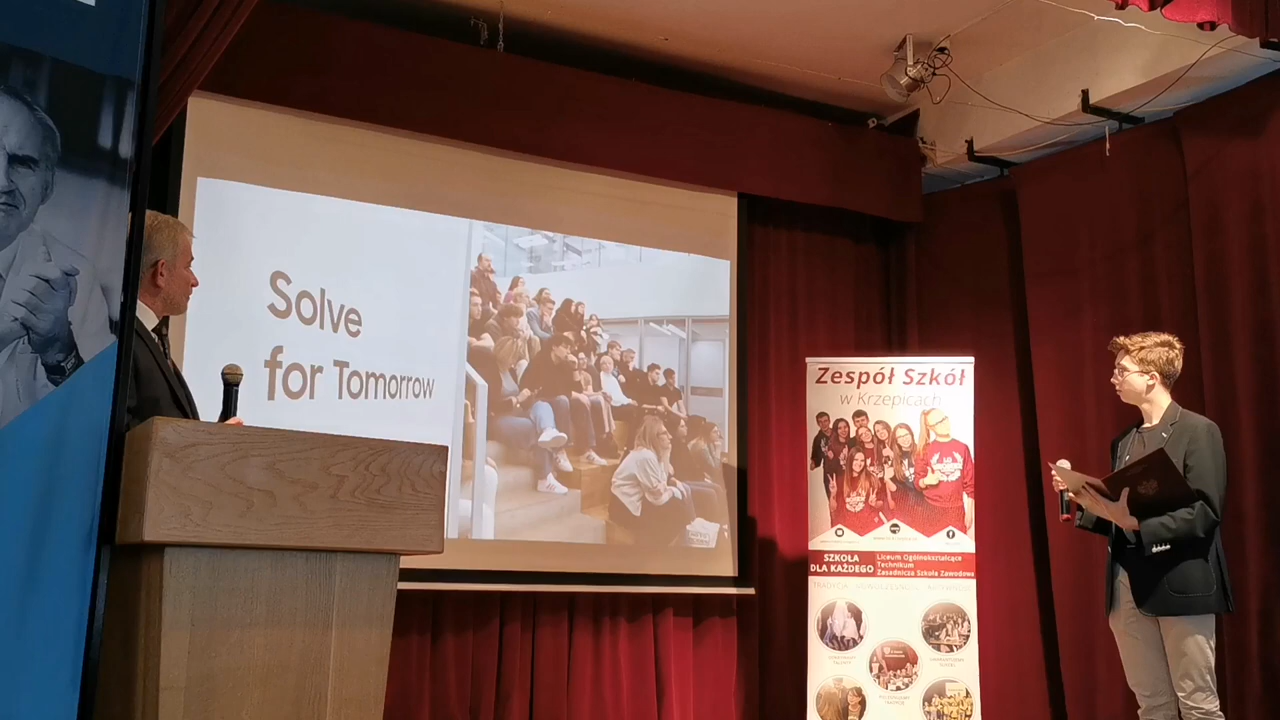 Solve
for Tomorrow
Zespół Szkół
w Krzepicach
SZKOŁA
DLA KAŻDEGO
Liceum Ogólnokształcące
Technikum
Zasadnicza Szkoła Zawodowa